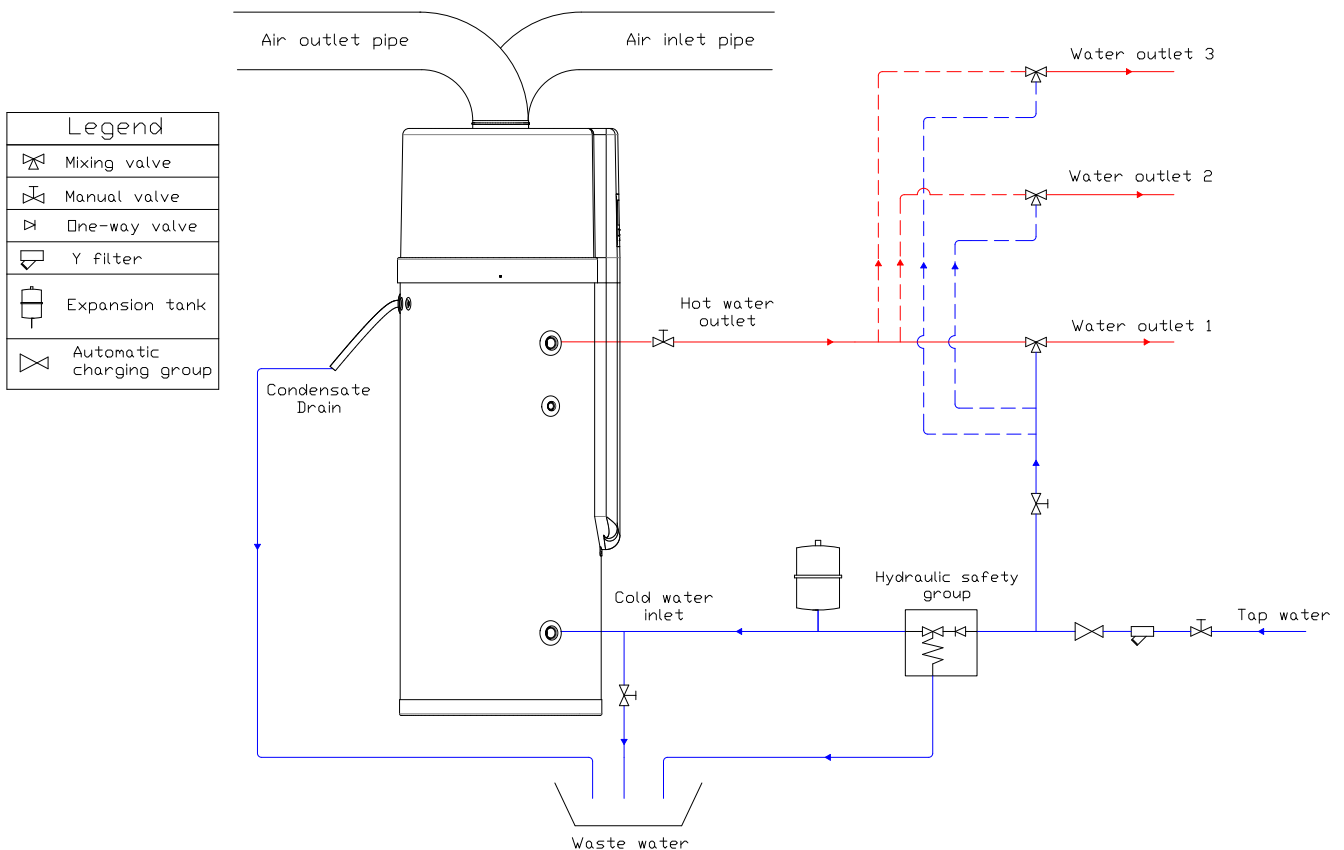 Air outlet pipe
Air inlet pipe
Water outlet 3
Legend
Mixing valve
Manual valve
One-way valve
Y filter
Expansion tank
Automatic
charging group
Water outlet 2
Hot water
outlet
Water outlet 1
Condensate
Drain
Hydraulic safety
group
Cold water
inlet
Tap water
Waste water